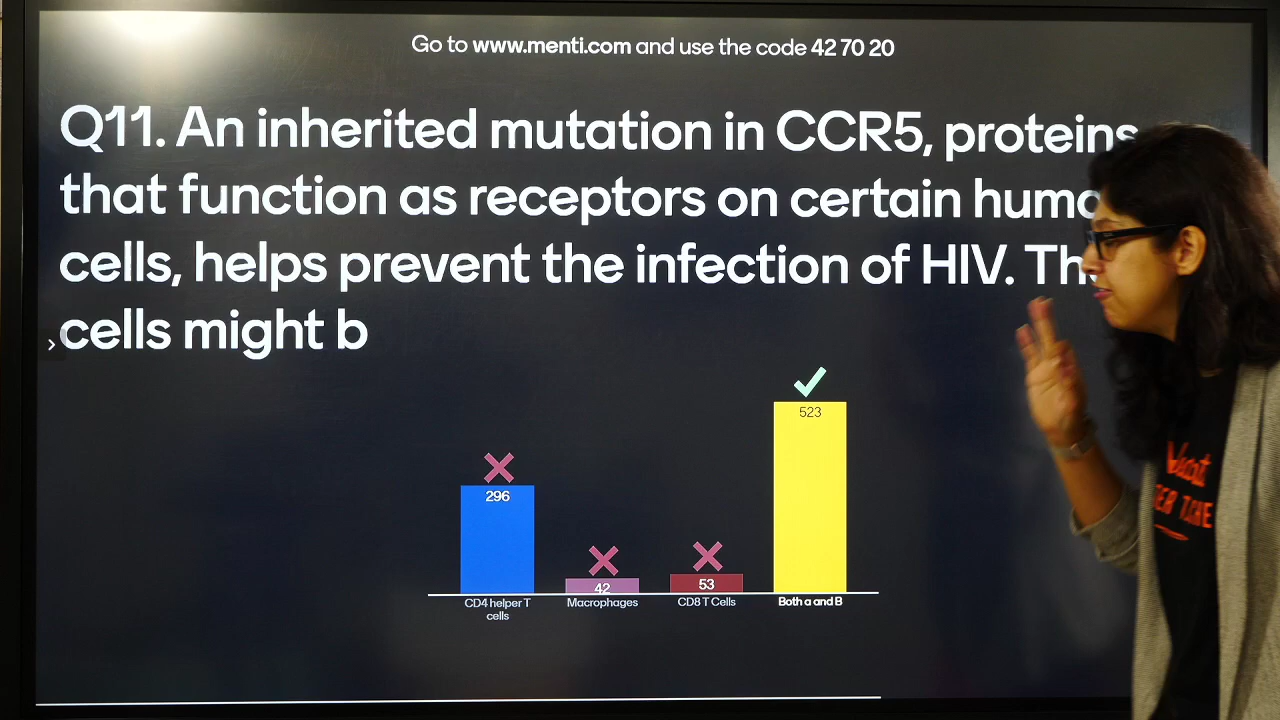 Go to www.menti.com and use the code 42 70 20
Q11. An inherited mutation in CCR5, proteins
that function as receptors on certain
cells, helps prevent the infection of HIV.
cells might b
523
296
42
53
CD4 helper T
cells
Macrophages
CD8 T Cells
Both a and B